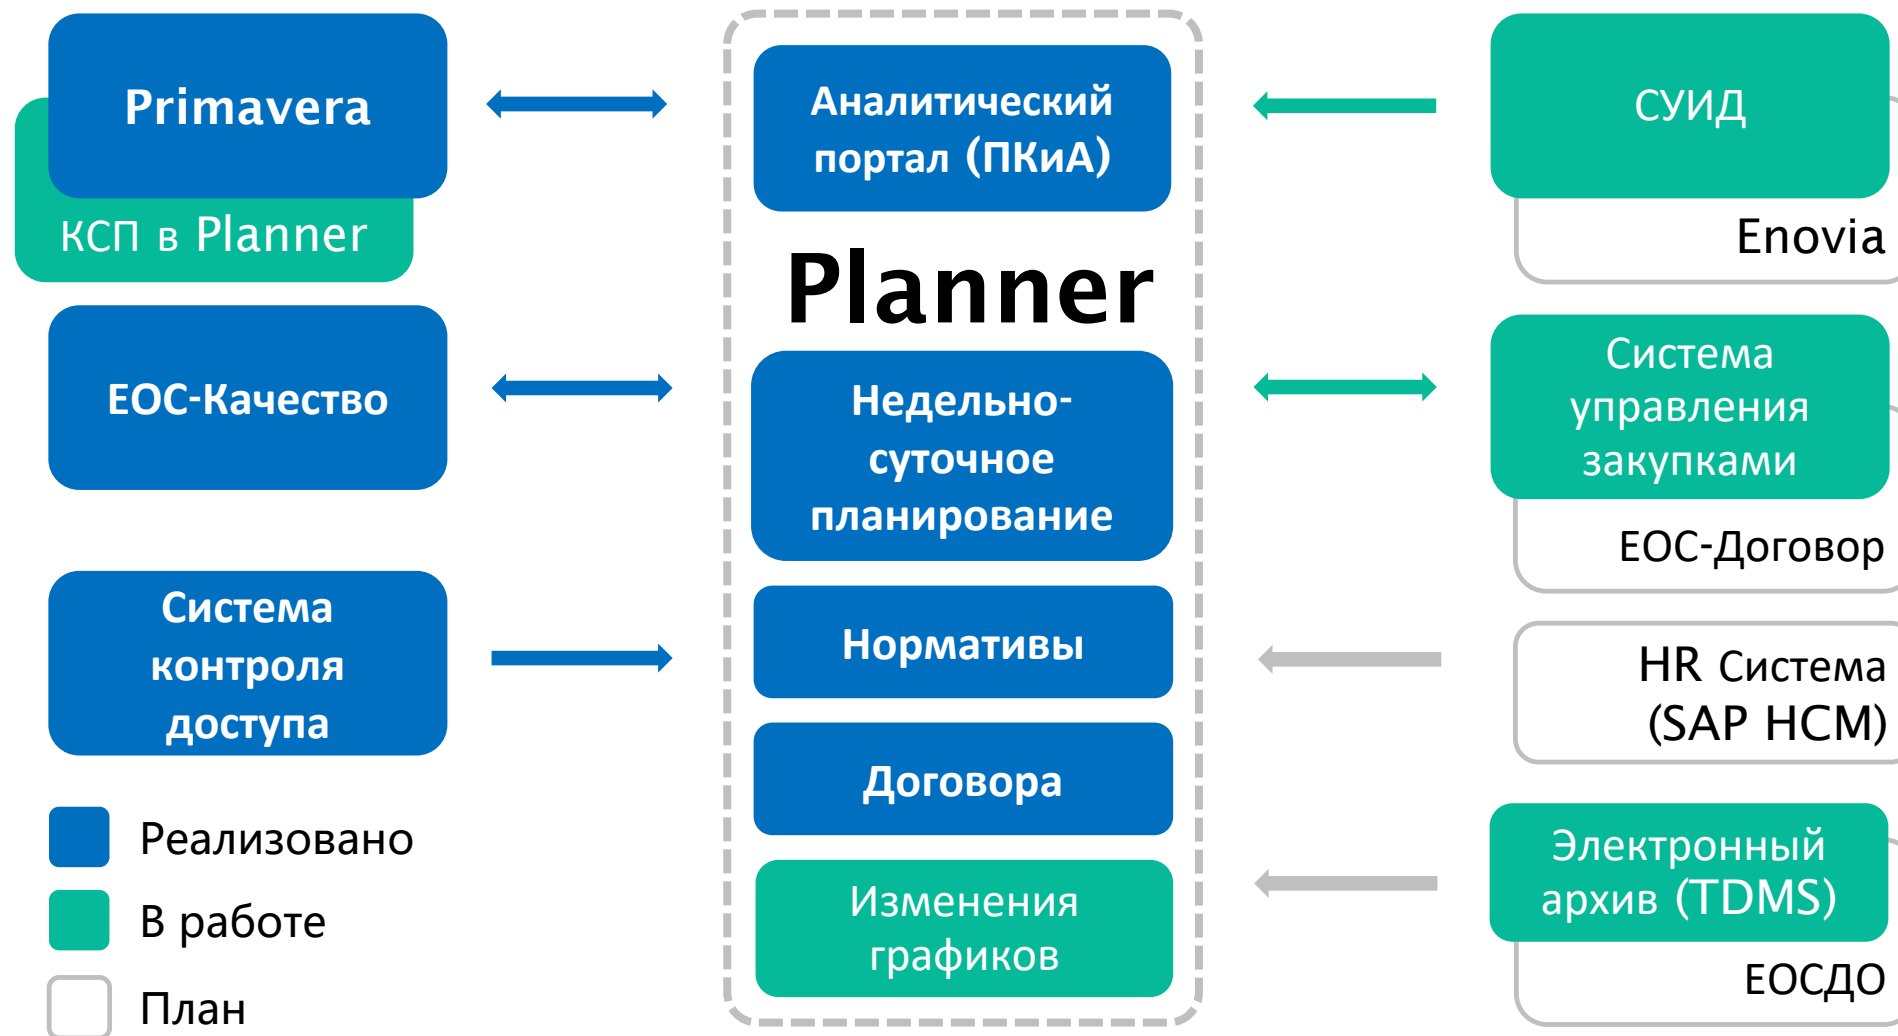 Primavera
КСП в Planner
ЕОС-Качество
Система
контроля
доступа
Реализовано
В работе
План
Аналитический
портал (ПКиА)
Planner
Недельно-
суточное
планирование
Нормативы
Договора
Изменения
графиков
СУИД
Enovia
Система
управления
закупками
ЕОС-Договор
HR Система
(SAP HCM)
Электронный
архив (TDMS)
ЕОСДО